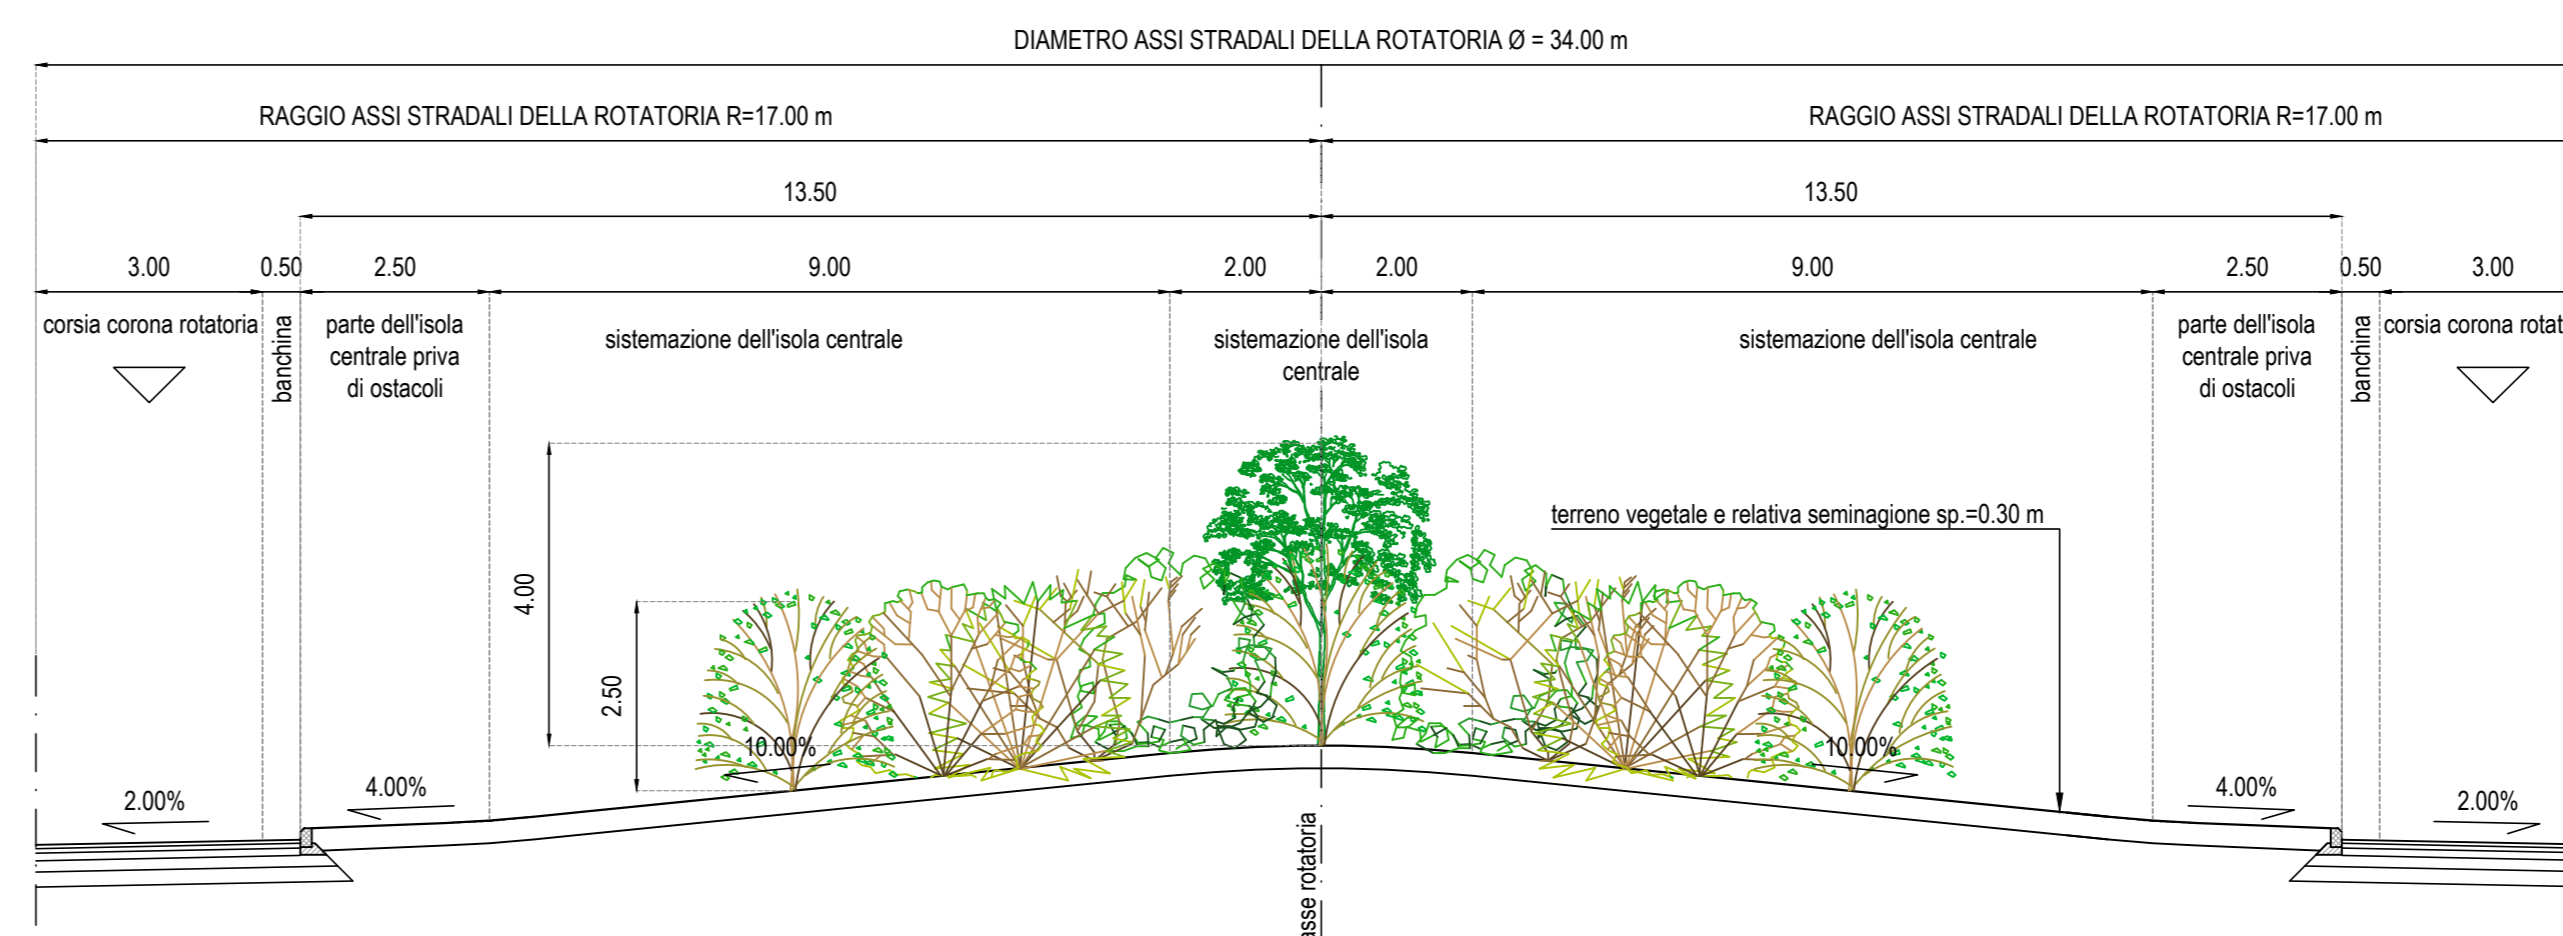 DIAMETRO ASSI STRADALI DELLA ROTATORIA Ø = 34.00 m
RAGGIO ASSI STRADALI DELLA ROTATORIA R=17.00 m
RAGGIO ASSI STRADALI DELLA ROTATORIA R=17.00 m
13.50
13.50
3.00
0.50
2.50
9.00
2.00
2.00
9.00
2.50
0.50
3.00
corsia corona rotatoria
banchina
parte dell'isola
centrale priva
di ostacoli
sistemazione dell'isola centrale
sistemazione dell'isola
centrale
sistemazione dell'isola centrale
parte dell'isola
centrale priva
di ostacoli
banchina
corsia corona rotat
4.00
2.50
terreno vegetale e relativa seminagione sp.=0.30 m
10.00%
10.00%
2.00%
4.00%
4.00%
2.00%
asse rotatoria